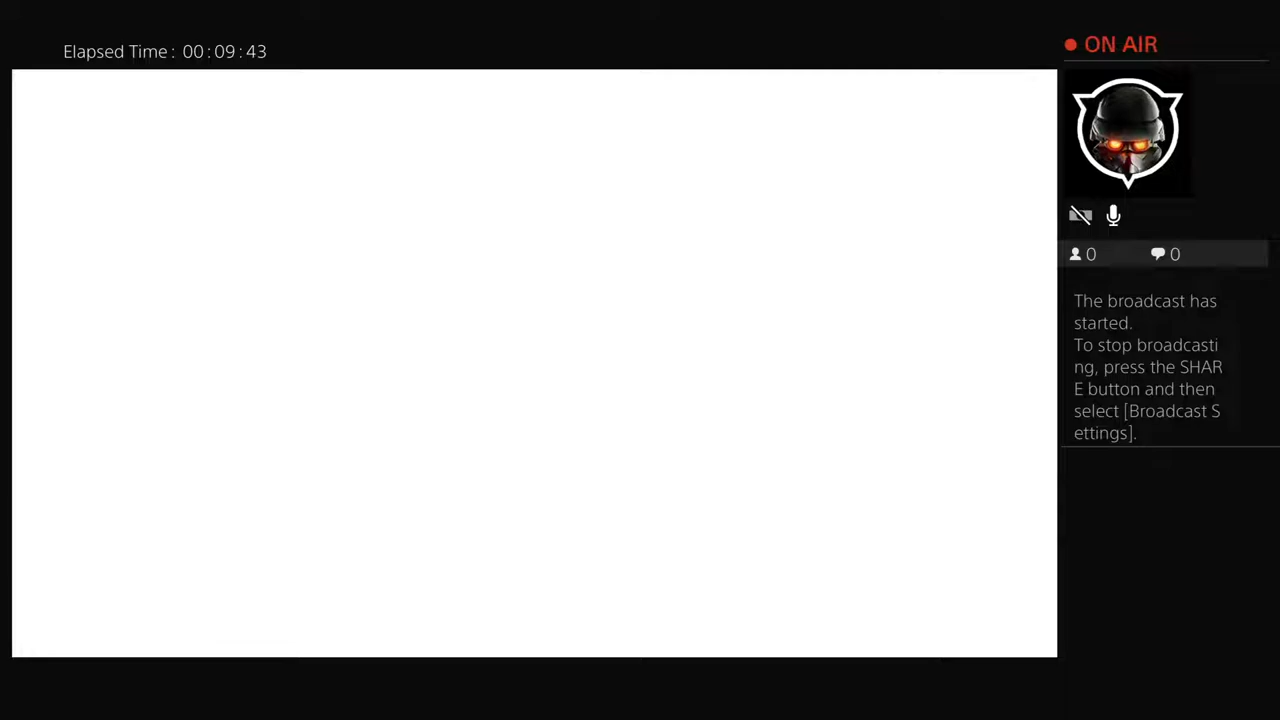 Elapsed Time : 00:09:43
ON AIR
0
0
The broadcast has
started.
To stop broadcasti
ng, press the SHAR
E button and then
select [Broadcast S
ettings].